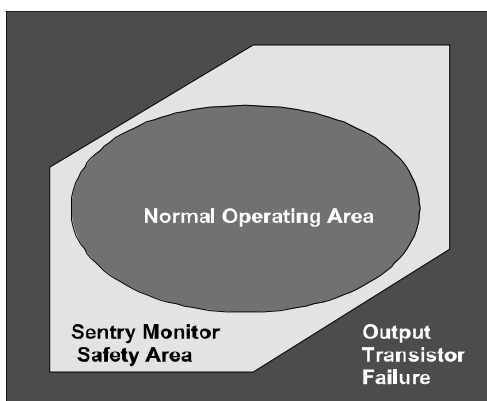 Normal Operating Area
Sentry Monitor
Safety Area
Output
Transistor
Failure